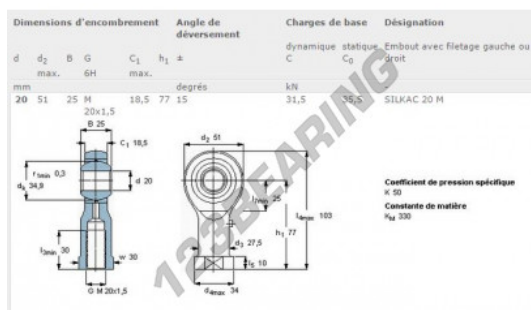 Dimensions d'encombrement Angle de déversement Charges de base Désignation
dynamique statique Embout avec filetage gauche ou droit
d d2 B G C1 h1 ± C C0
max. 6H max.
mm degrés kN -
20 51 25 M 20x1,5 18,5 77 15 31,5 35,5 SILKAC 20 M
B 25
C1 18,5
d2 51
r1min 0,3
dk 34,9
d 20
l7min 25
l4max 103
h1 77
Coefficient de pression spécifique
K 50
Constante de matière
KM 330
l3min 30
w 30
d3 27,5
l5 10
G M 20x1,5
d4max 34
123BEARING